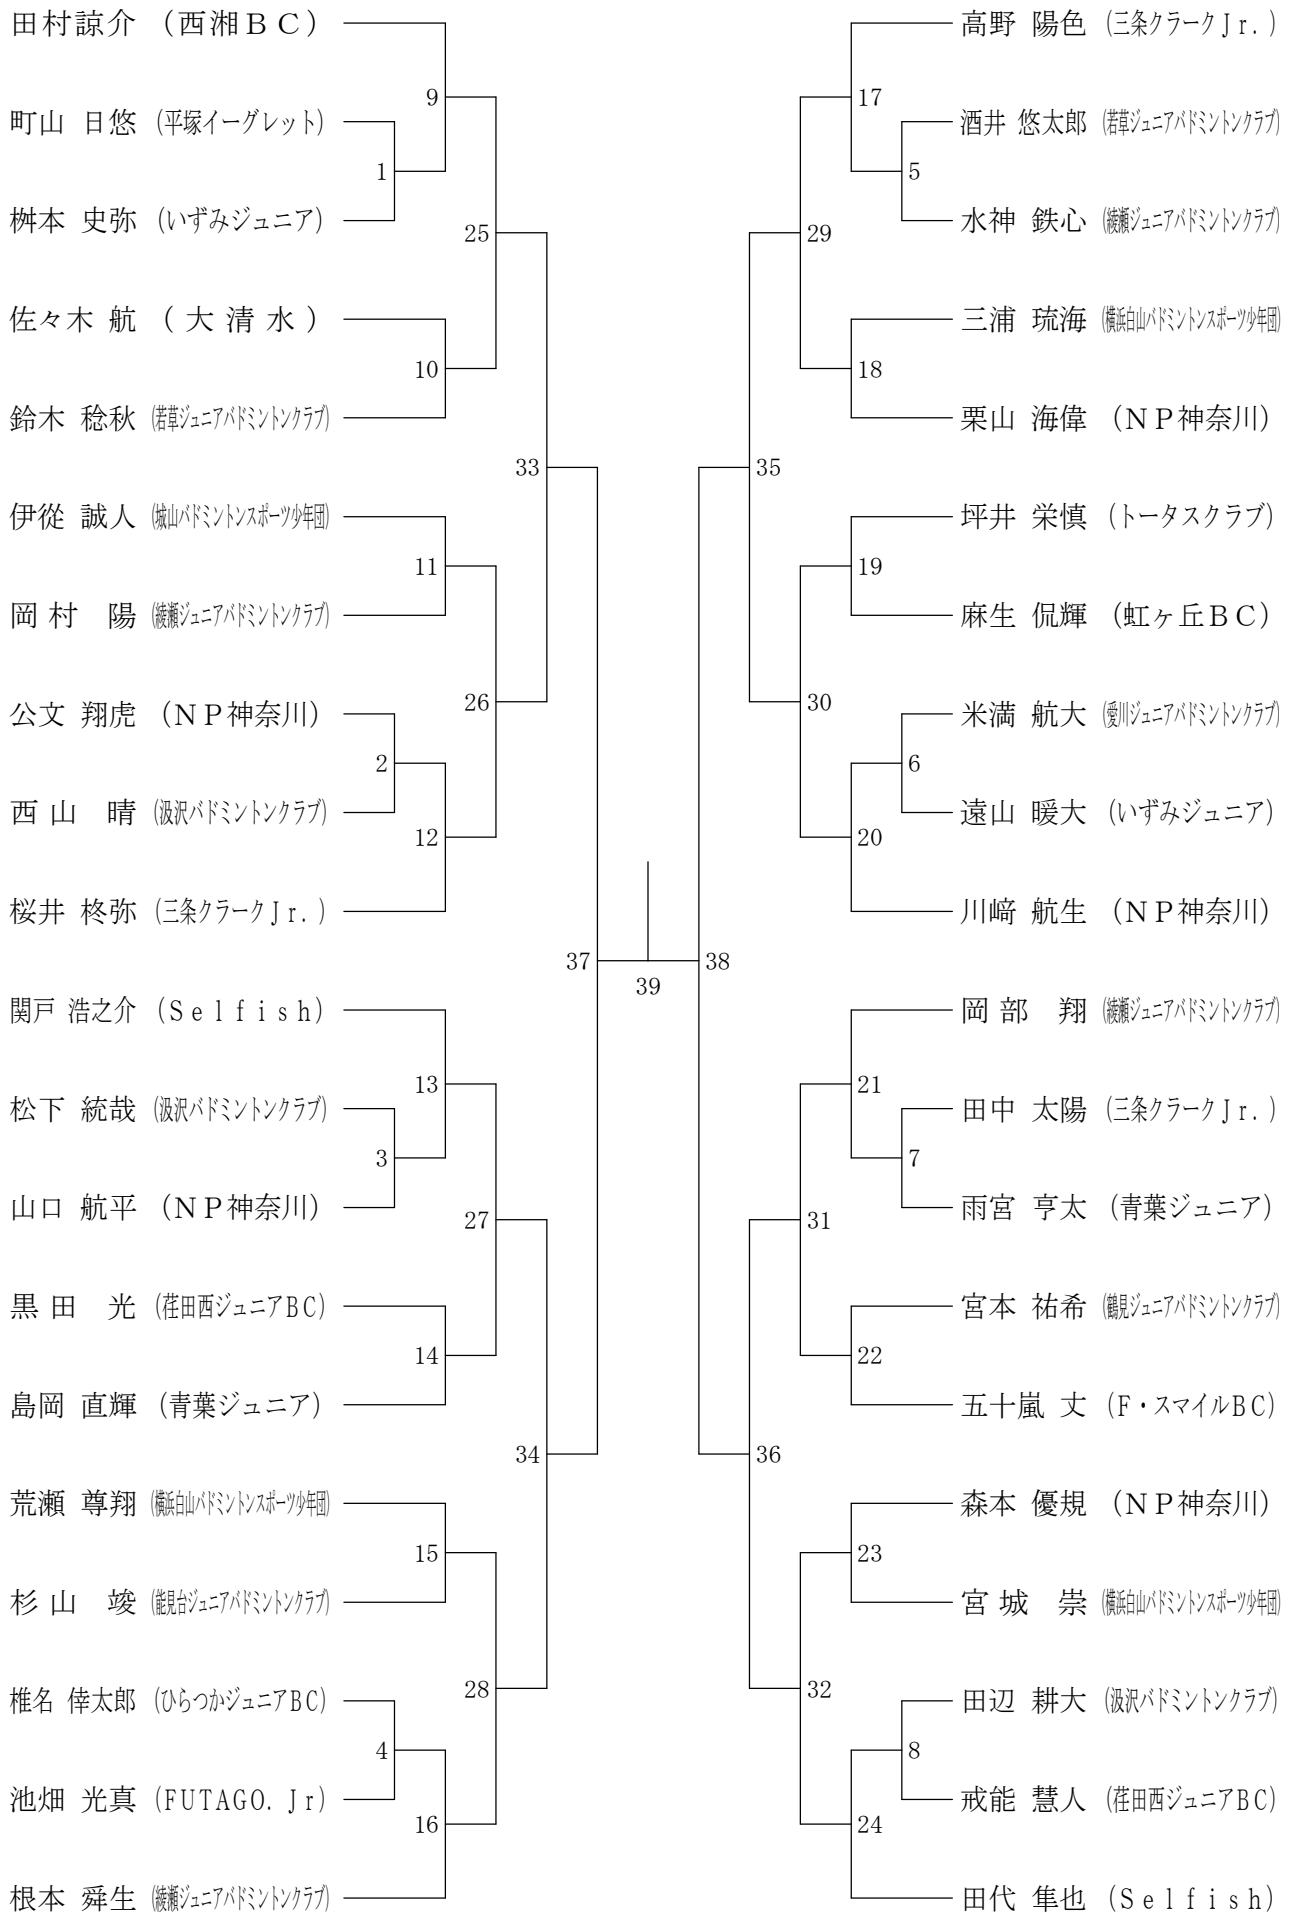 田村諒介 (西湘BC)
町山 日悠 (平塚イーグレット)
桝本 史弥 (いずみジュニア)
佐々木 航 (大清水)
鈴木 稔秋 (若草ジュニアバドミントンクラブ)
伊従 誠人 (城山バドミントンスポーツ少年団)
岡村 陽 (綾瀬ジュニアバドミントンクラブ)
公文 翔虎 (NP神奈川)
西山 晴 (汲沢バドミントンクラブ)
桜井 柊弥 (三条クラークJr.)
関戸 浩之介 (Selfish)
松下 統哉 (汲沢バドミントンクラブ)
山口 航平 (NP神奈川)
黒田 光 (荏田西ジュニアBC)
島岡 直輝 (青葉ジュニア)
荒瀬 尊翔 (横浜白山バドミントンスポーツ少年団)
杉山 竣 (能見台ジュニアバドミントンクラブ)
椎名 倖太郎 (ひらつかジュニアBC)
池畑 光真 (FUTAGO.Jr)
根本 舜生 (綾瀬ジュニアバドミントンクラブ)
1
2
3
4
9
10
11
12
13
14
15
16
25
26
27
28
33
34
37
39
38
35
36
29
30
31
32
17
18
19
20
21
22
23
24
5
6
7
8
高野 陽色 (三条クラークJr.)
酒井 悠太郎 (若草ジュニアバドミントンクラブ)
水神 鉄心 (綾瀬ジュニアバドミントンクラブ)
三浦 琉海 (横浜白山バドミントンスポーツ少年団)
栗山 海偉 (NP神奈川)
坪井 栄慎 (トータスクラブ)
麻生 侃輝 (虹ヶ丘BC)
米満 航大 (愛川ジュニアバドミントンクラブ)
遠山 暖大 (いずみジュニア)
川﨑 航生 (NP神奈川)
岡部 翔 (綾瀬ジュニアバドミントンクラブ)
田中 太陽 (三条クラークJr.)
雨宮 亨太 (青葉ジュニア)
宮本 祐希 (鶴見ジュニアバドミントンクラブ)
五十嵐 丈 (F・スマイルBC)
森本 優規 (NP神奈川)
宮城 崇 (横浜白山バドミントンスポーツ少年団)
田辺 耕大 (汲沢バドミントンクラブ)
戒能 慧人 (荏田西ジュニアBC)
田代 隼也 (Selfish)